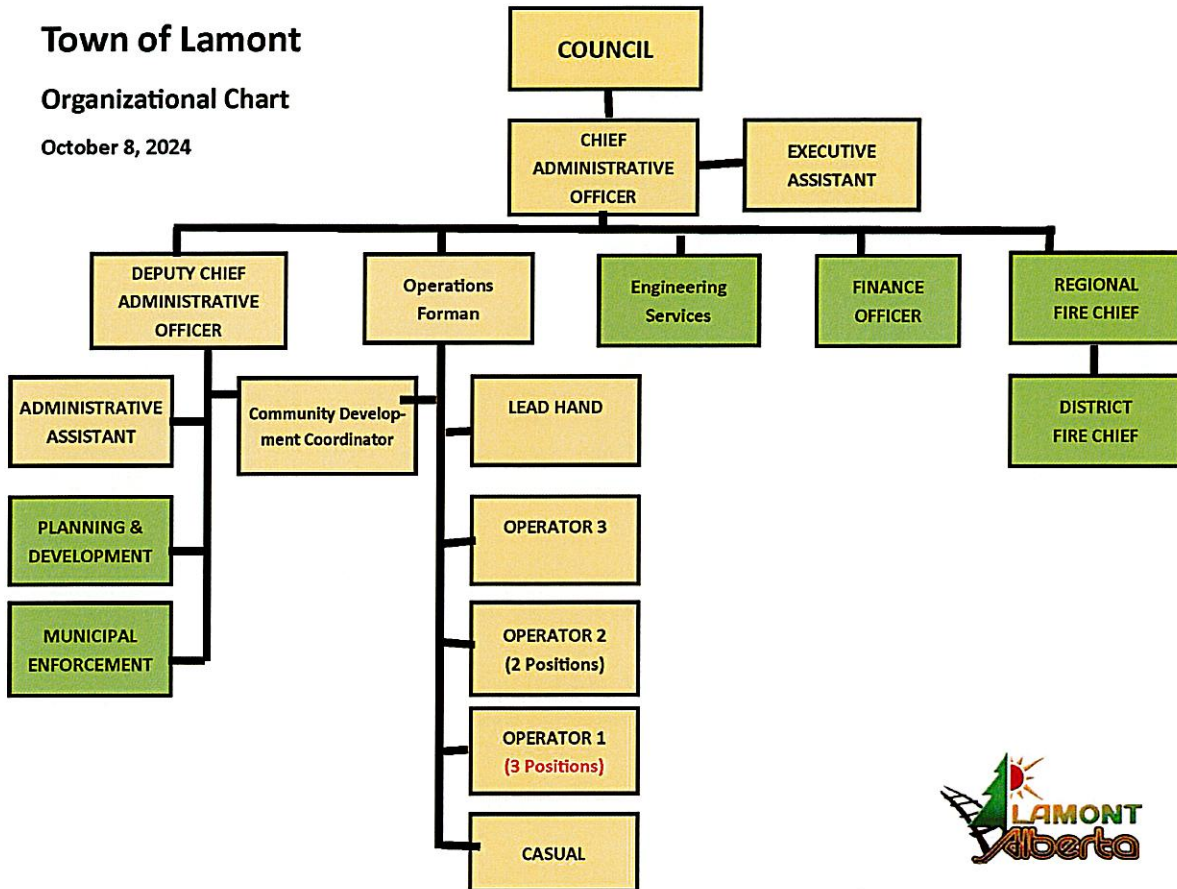 Town of Lamont
Organizational Chart
October 8, 2024
COUNCIL
CHIEF
ADMINISTRATIVE
OFFICER
EXECUTIVE
ASSISTANT
DEPUTY CHIEF
ADMINISTRATIVE
OFFICER
Operations
Forman
Engineering
Services
FINANCE
OFFICER
REGIONAL
FIRE CHIEF
ADMINISTRATIVE
ASSISTANT
Community Develop-
ment Coordinator
LEAD HAND
DISTRICT
FIRE CHIEF
PLANNING &
DEVELOPMENT
OPERATOR 3
MUNICIPAL
ENFORCEMENT
OPERATOR 2
(2 Positions)
OPERATOR 1
(3 Positions)
CASUAL
LAMONT
Alberta